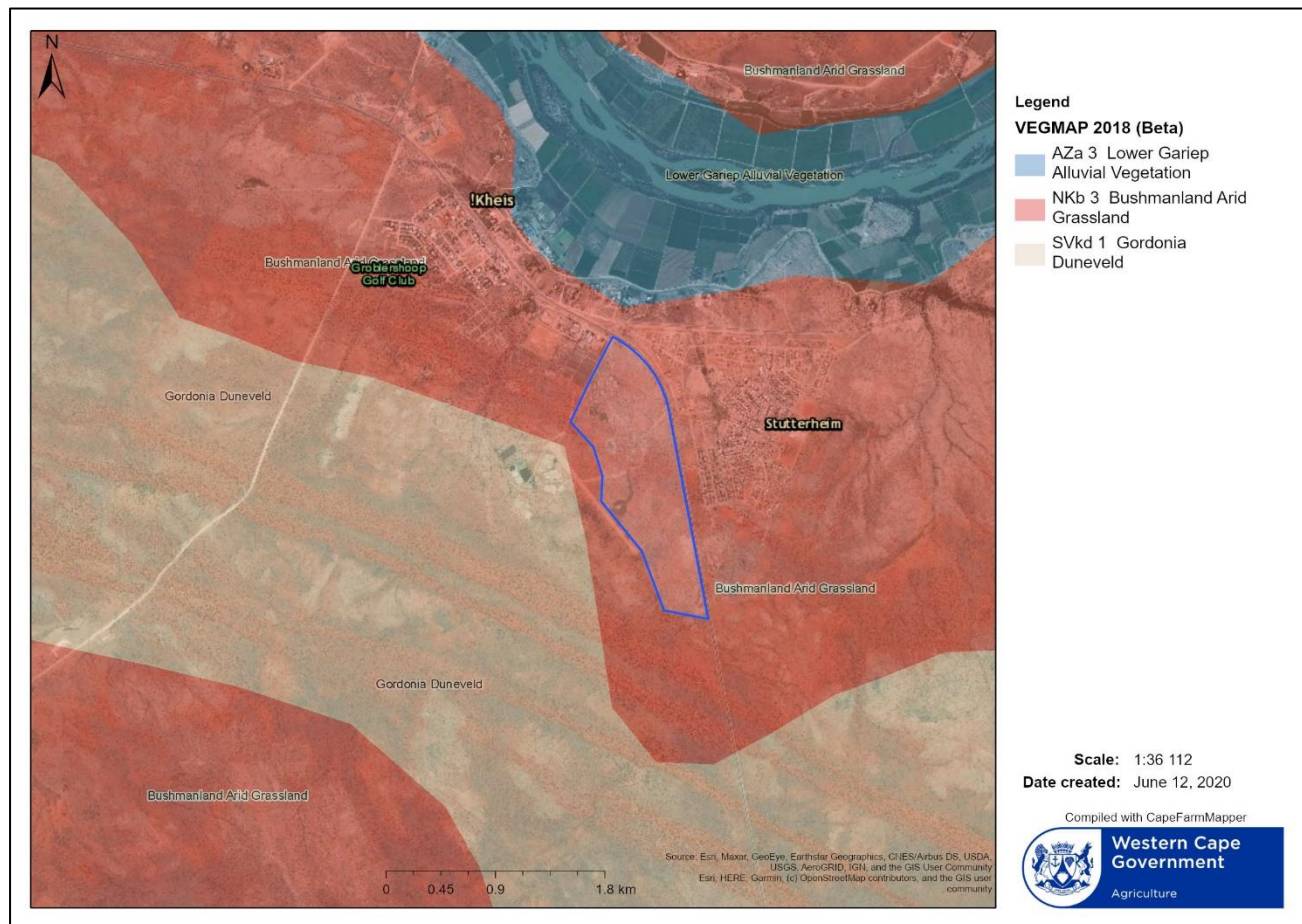 N
Bushmanland Arid Grassland
Lower Gariep Alluvial Vegetation
!Kheis
Bushmanland Arid Grassland
Groblershoop
Golf Club
Gordonia Duneveld
Stutterheim
Bushmanland Arid Grassland
Gordonia Duneveld
Bushmanland Arid Grassland
Source: Esri, Maxar, GeoEye, Earthstar Geographics, CNES/Airbus DS, USDA,
USGS, AeroGRID, IGN, and the GIS User Community
Esri, HERE, Garmin, (c) OpenStreetMap contributors, and the GIS user
community
0 0.45 0.9 1.8 km
Legend
VEGMAP 2018 (Beta)
AZa 3 Lower Gariep
Alluvial Vegetation
NKb 3 Bushmanland Arid
Grassland
SVkd 1 Gordonia
Duneveld
Scale: 1:36 112
Date created: June 12, 2020
Compiled with CapeFarmMapper
Western Cape
Government
Agriculture